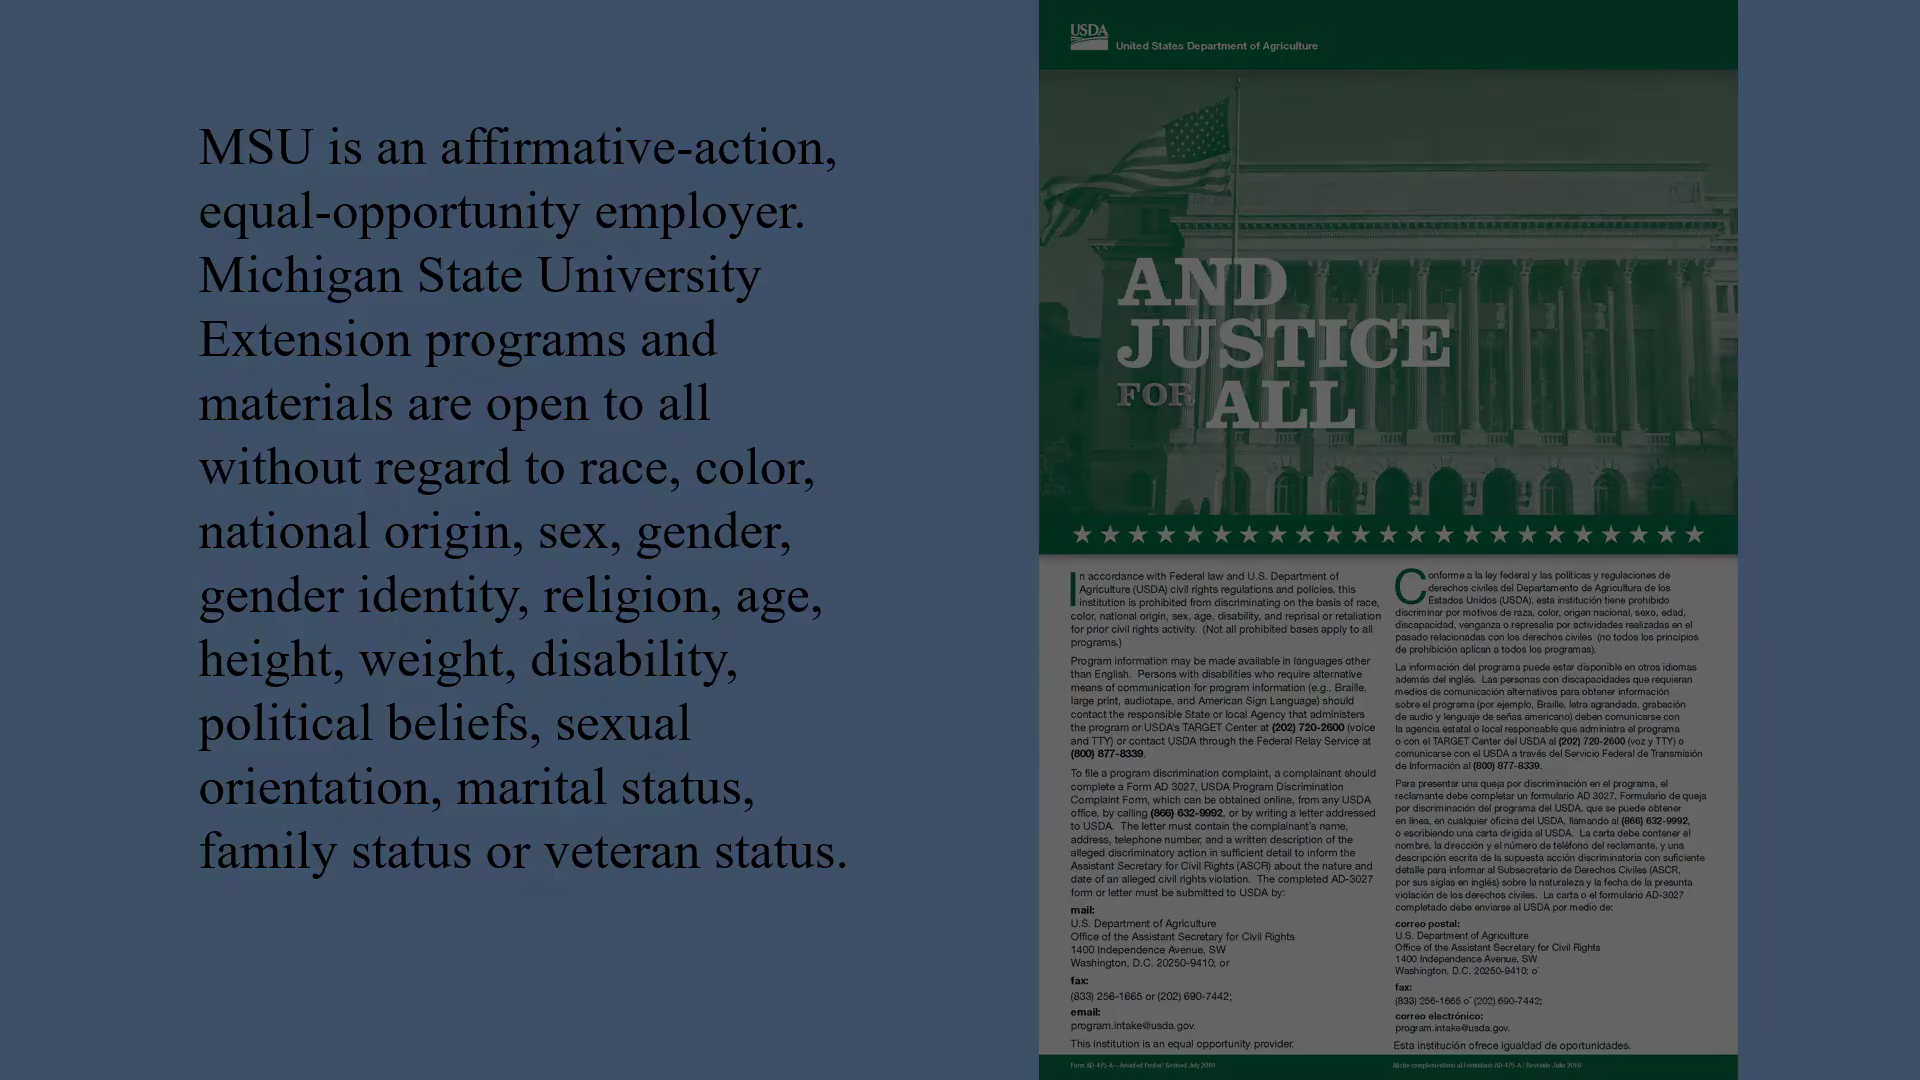 MSU is an affirmative-action,
equal-opportunity employer.
Michigan State University
Extension programs and
materials are open to all
without regard to race, color,
national origin, sex, gender,
gender identity, religion, age,
height, weight, disability,
political beliefs, sexual
orientation, marital status,
family status or veteran status.
USDA
United States Department of Agriculture
AND
JUSTICE
FOR ALL
In accordance with Federal law and U.S. Department of
Agriculture (USDA) civil rights regulations and policies, this
institution is prohibited from discriminating on the basis of race,
color, national origin, sex, age, disability, and reprisal or retaliation
for prior civil rights activity. (Not all prohibited bases apply to all
programs.)
Program information may be made available in languages other
than English. Persons with disabilities who require alternative
means of communication for program information (e.g., Braille,
large print, audiotape, and American Sign Language) should
contact the responsible State or local Agency that administers
the program or USDA's TARGET Center at (202) 720-2600 (voice
and TTY) or contact USDA through the Federal Relay Service at
(800) 877-8339.
To file a program discrimination complaint, a complainant should
complete a Form AD 3027, USDA Program Discrimination
Complaint Form, which can be obtained online, from any USDA
office, by calling (866) 632-9992, or by writing a letter addressed
to USDA. The letter must contain the complainant's name,
address, telephone number, and a written description of the
alleged discriminatory action in sufficient detail to inform the
Assistant Secretary for Civil Rights (ASCR) about the nature and
date of an alleged civil rights violation. The completed AD-3027
form or letter must be submitted to USDA by:
mail:
U.S. Department of Agriculture
Office of the Assistant Secretary for Civil Rights
1400 Independence Avenue, SW
Washington, D.C. 20250-9410; or
fax:
(833) 256-1665 or (202) 690-7442;
email:
program.intake@usda.gov.
This institution is an equal opportunity provider.
Conforme a la ley federal y las políticas y regulaciones de
derechos civiles del Departamento de Agricultura de los
Estados Unidos (USDA), esta institución tiene prohibido
discriminar por motivos de raza, color, origen nacional, sexo, edad,
discapacidad, venganza o represalia por actividades realizadas en el
pasado relacionadas con los derechos civiles (no todos los principios
de prohibición aplican a todos los programas).
La información del programa puede estar disponible en otros idiomas
además del inglés. Las personas con discapacidades que requieran
medios de comunicación alternativos para obtener información
sobre el programa (por ejemplo, Braille, letra agrandada, grabación
de audio y lenguaje de señas americano) deben comunicarse con
la agencia estatal o local responsable que administra el programa
o con el TARGET Center del USDA al (202) 720-2600 (voz y TTY) o
comunicarse con el USDA a través del Servicio Federal de Transmisión
de Información al (800) 877-8339.
Para presentar una queja por discriminación en el programa, el
reclamante debe completar un formulario AD 3027, Formulario de queja
por discriminación del programa del USDA, que se puede obtener
en línea, en cualquier oficina del USDA, llamando al (866) 632-9992,
o escribiendo una carta dirigida al USDA. La carta debe contener el
nombre, la dirección y el número de teléfono del reclamante, y una
descripción escrita de la supuesta acción discriminatoria con suficiente
detalle para informar al Subsecretario de Derechos Civiles (ASCR,
por sus siglas en inglés) sobre la naturaleza y la fecha de la presunta
violación de los derechos civiles. La carta o el formulario AD-3027
completado debe enviarse al USDA por medio de:
correo postal:
U.S. Department of Agriculture
Office of the Assistant Secretary for Civil Rights
1400 Independence Avenue, SW
Washington, D.C. 20250-9410; o'
fax:
(833) 256-1665 o' (202) 690-7442;
correo electrónico:
program.intake@usda.gov.
Esta institución ofrece igualdad de oportunidades.
Form AD-475-A—Assisted Poster/ Revised July 2019
Afiche complementario al Formulario AD-475-A / Revisado Julio 2019